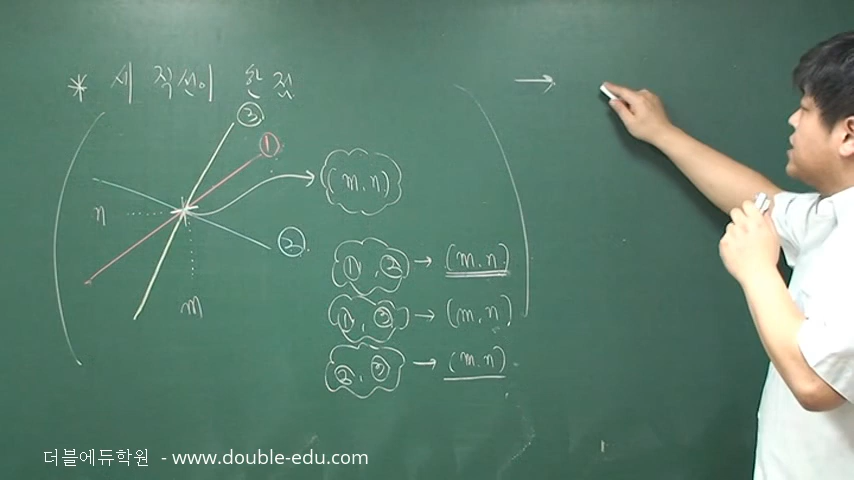 * 세 직선이 한 점
③
①
②
n
m
(m, n)
①, ② → (m, n)
①, ③ → (m, n)
②, ③ → (m, n)
→
더블에듀학원 - www.double-edu.com